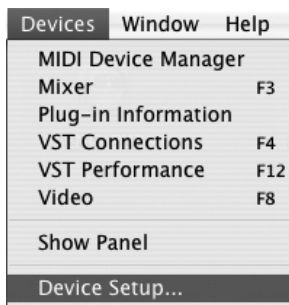 Devices Window Help
MIDI Device Manager
Mixer F3
Plug-in Information
VST Connections F4
VST Performance F12
Video F8
Show Panel
Device Setup...